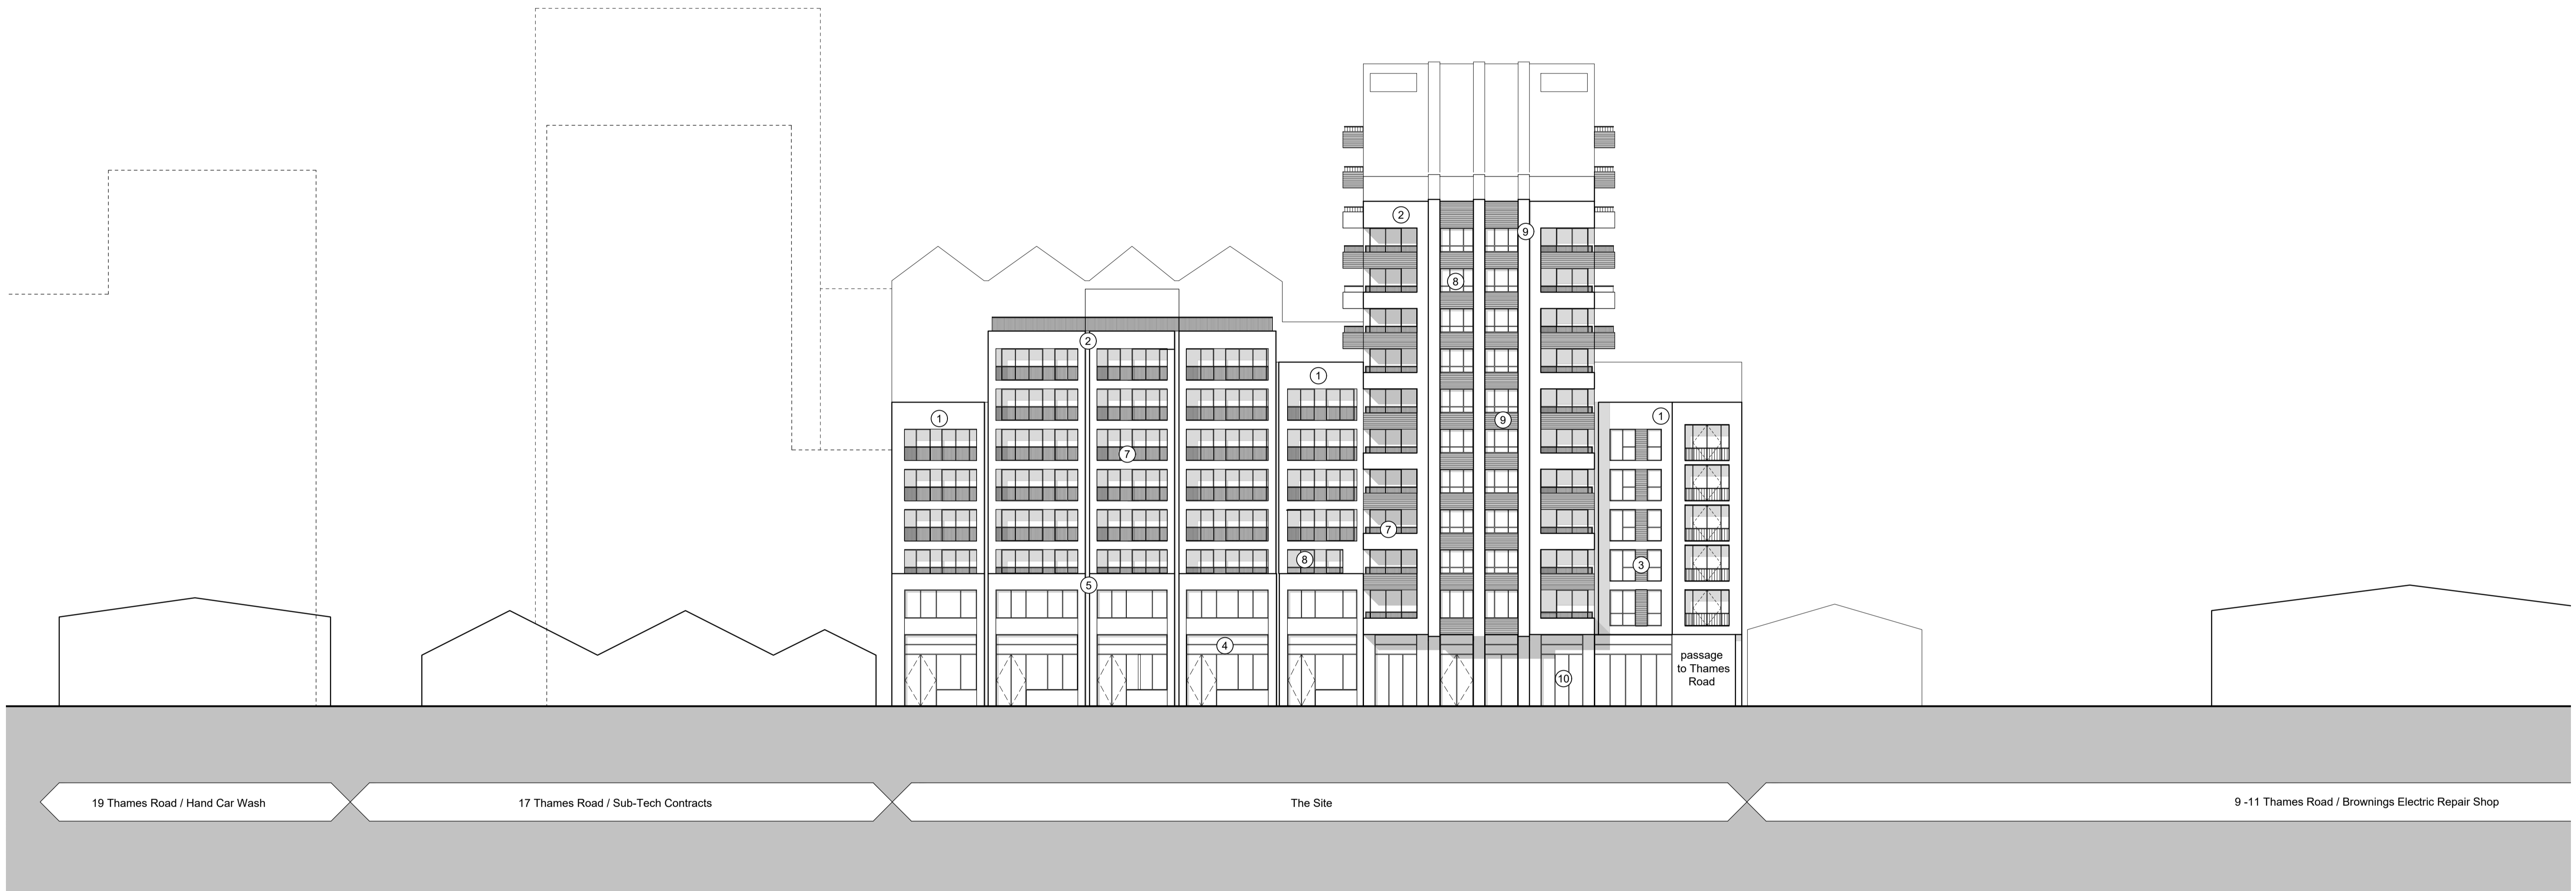 2
9
8
2
1
1
1
9
7
7
8
3
5
4
passage
to Thames
Road
10
19 Thames Road / Hand Car Wash
17 Thames Road / Sub-Tech Contracts
The Site
9 -11 Thames Road / Brownings Electric Repair Shop